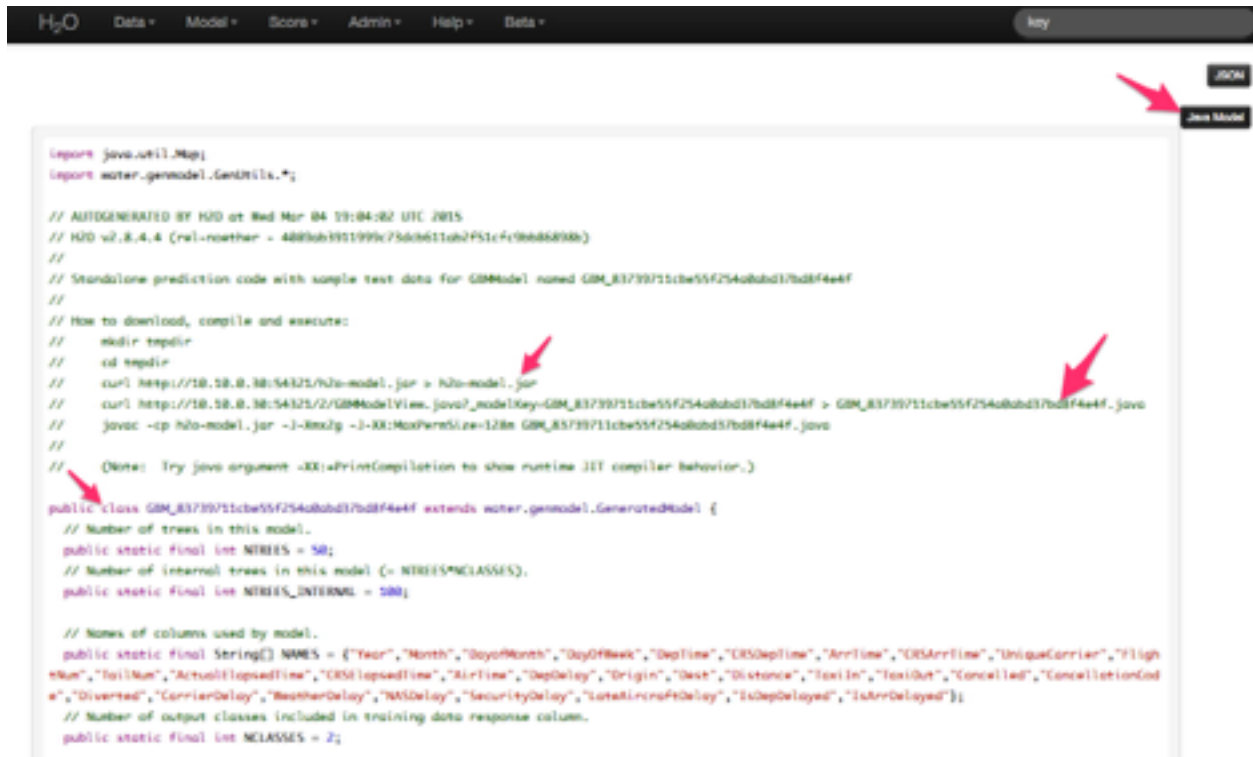 H2O Data Model Score Admin Help Beta key
JSON
Java Model
import java.util.Map;
import water.genmodel.GenUtils.*;
// AUTOGENERATED BY H2O at Wed Mar 04 19:04:02 UTC 2015
// H2O v2.8.4.4 (rel-noether -
//
// Standalone prediction code with sample test data for GBMModel named GBM_83739711cbe55f254a0abd37bd8f4e4f
//
// How to download, compile and execute:
// mkdir tmpdir
// cd tmpdir
// curl http://10.10.0.30:54321/h2o-model.jar > h2o-model.jar
// curl http://10.10.0.30:54321/2/GBMModelView.java?_modelKey=GBM_83739711cbe55f254a0abd37bd8f4e4f > GBM_83739711cbe55f254a0abd37bd8f4e4f.java
// javac -cp h2o-model.jar -J-Xmx2g -J-XX:MaxPermSize=128m GBM_83739711cbe55f254a0abd37bd8f4e4f.java
//
// (Note: Try java argument -XX:+PrintCompilation to show runtime JIT compiler behavior.)
public class GBM_83739711cbe55f254a0abd37bd8f4e4f extends water.genmodel.GeneratedModel {
// Number of trees in this model.
public static final int NTREES = 50;
// Number of internal trees in this model (= NTREES*NCLASSES).
public static final int NTREES_INTERNAL = 100;
// Names of columns used by model.
public static final String[] NAMES = {"Year","Month","DayofMonth","DayOfWeek","DepTime","CRSDepTime","ArrTime","CRSArrTime","UniqueCarrier","Fligh
tNum","TailNum","ActualElapsedTime","CRSElapsedTime","AirTime","DepDelay","Origin","Dest","Distance","TaxiIn","TaxiOut","Cancelled","CancellationCod
e","Diverted","CarrierDelay","WeatherDelay","NASDelay","SecurityDelay","LateAircraftDelay","IsDepDelayed","IsArrDelayed"};
// Number of output classes included in training data response column.
public static final int NCLASSES = 2;